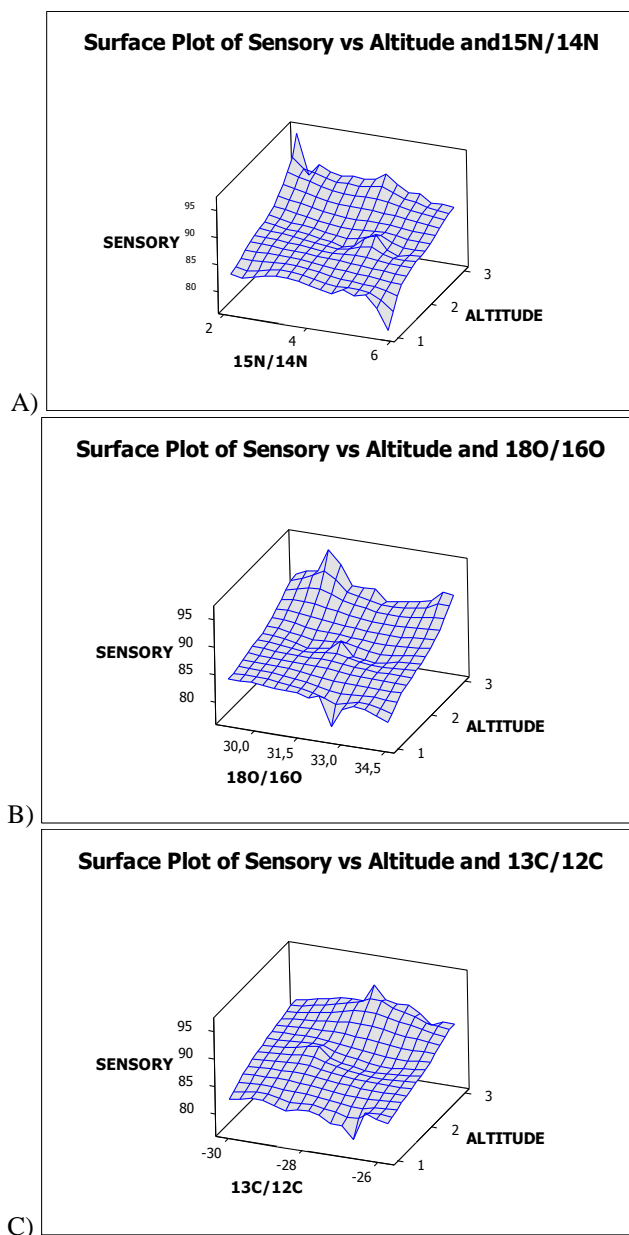 Surface Plot of Sensory vs Altitude and15N/14N
95
90
SENSORY
85
80
3
2
ALTITUDE
1
2
4
6
15N/14N
A)
Surface Plot of Sensory vs Altitude and 18O/16O
95
90
SENSORY
85
80
3
2
ALTITUDE
1
30,0
31,5
33,0
34,5
18O/16O
B)
Surface Plot of Sensory vs Altitude and 13C/12C
95
90
SENSORY
85
80
3
2
ALTITUDE
1
-30
-28
-26
13C/12C
C)